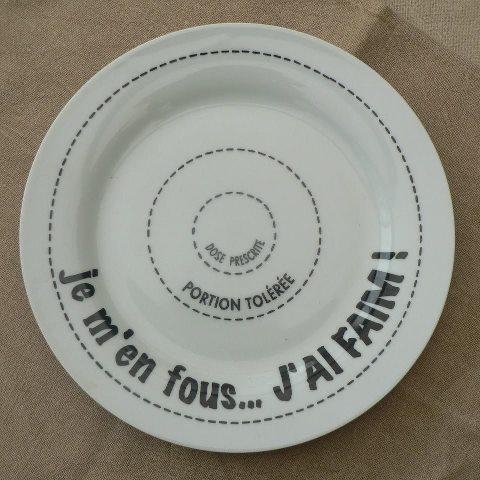 DOSE PRESCRITE
PORTION TOLÉRÉE
je m'en fous... J'AI FAIM!